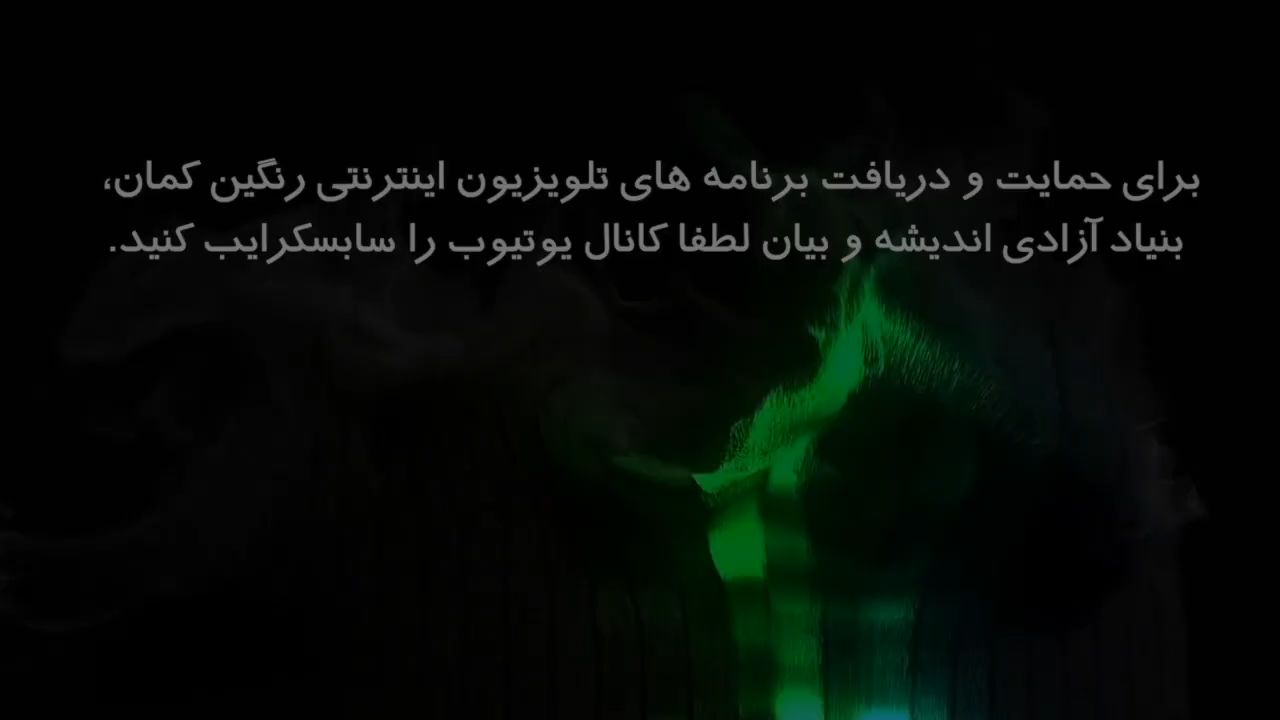 برای حمایت و دریافت برنامه های تلویزیون اینترنتی رنگین کمان،
بنیاد آزادی اندیشه و بیان لطفا کانال یوتیوب را سابسکرایب کنید.